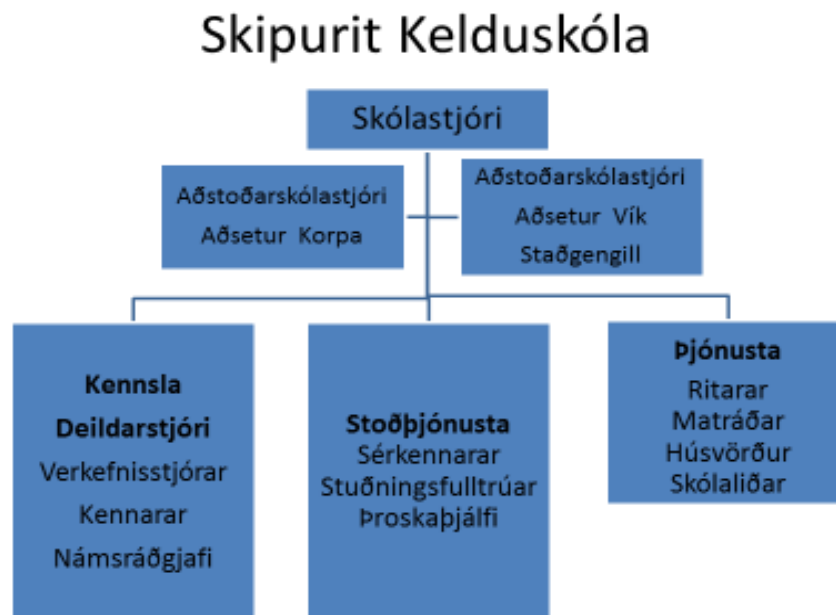 Skipurit Kelduskóla
Skólastjóri
Aðstoðarskólastjóri
Aðsetur Korpa
Aðstoðarskólastjóri
Aðsetur Vík
Staðgengill
Kennsla
Deildarstjóri
Verkefnisstjórar
Kennarar
Námsráðgjafi
Stoðþjónusta
Sérkennarar
Stuðningsfulltrúar
Þroskaþjálfi
Þjónusta
Ritarar
Matráðar
Húsvörður
Skólaliðar